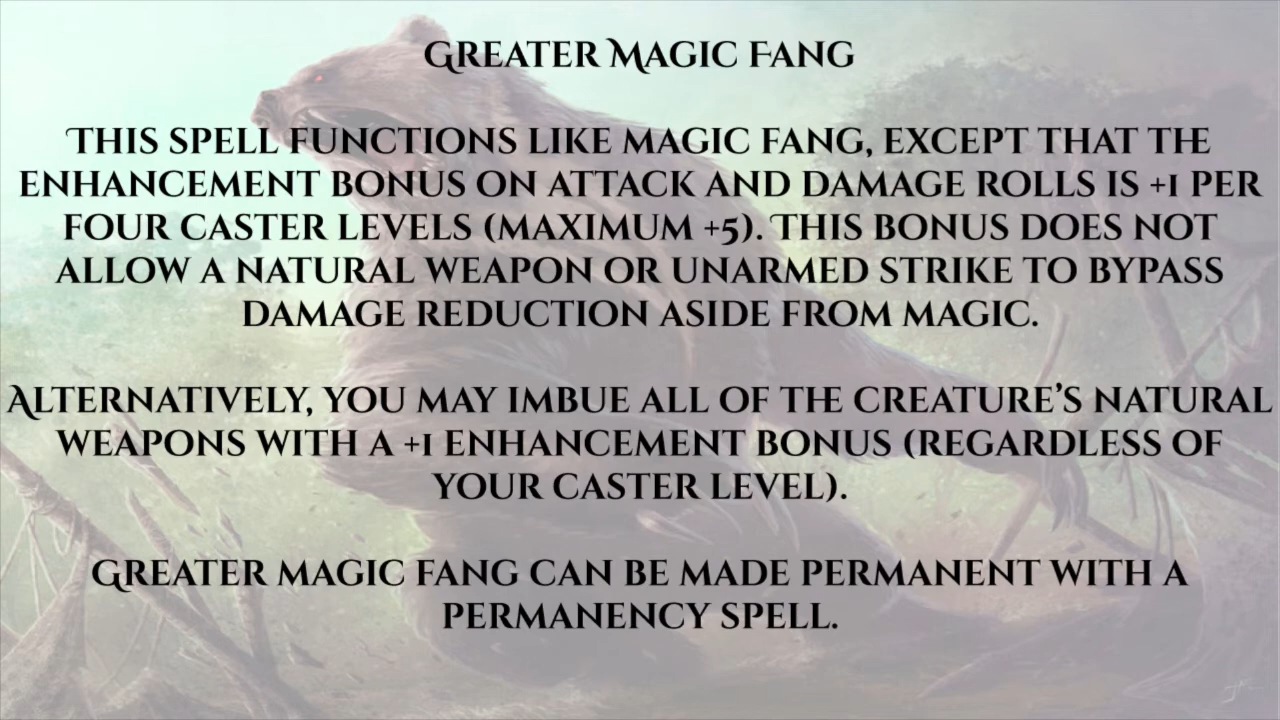 Greater Magic Fang
This spell functions like magic fang, except that the
enhancement bonus on attack and damage rolls is +1 per
four caster levels (maximum +5). This bonus does not
allow a natural weapon or unarmed strike to bypass
damage reduction aside from magic.
Alternatively, you may imbue all of the creature’s natural
weapons with a +1 enhancement bonus (regardless of
your caster level).
Greater magic fang can be made permanent with a
permanency spell.